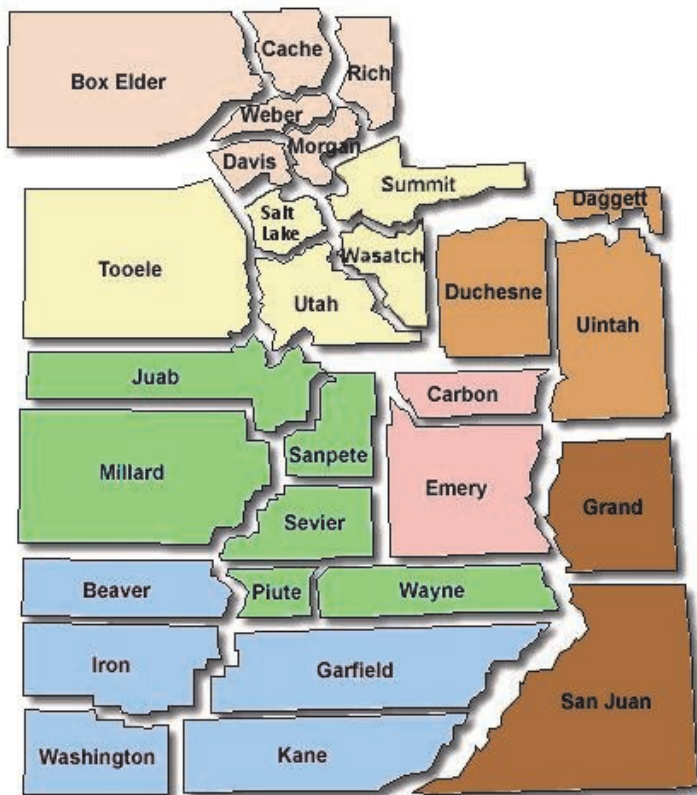 Cache
Rich
Box Elder
Weber
Morgan
Davis
Summit
Daggett
Salt
Lake
Wasatch
Tooele
Duchesne
Utah
Uintah
Juab
Carbon
Sanpete
Millard
Emery
Grand
Sevier
Beaver
Piute
Wayne
Iron
Garfield
San Juan
Washington
Kane